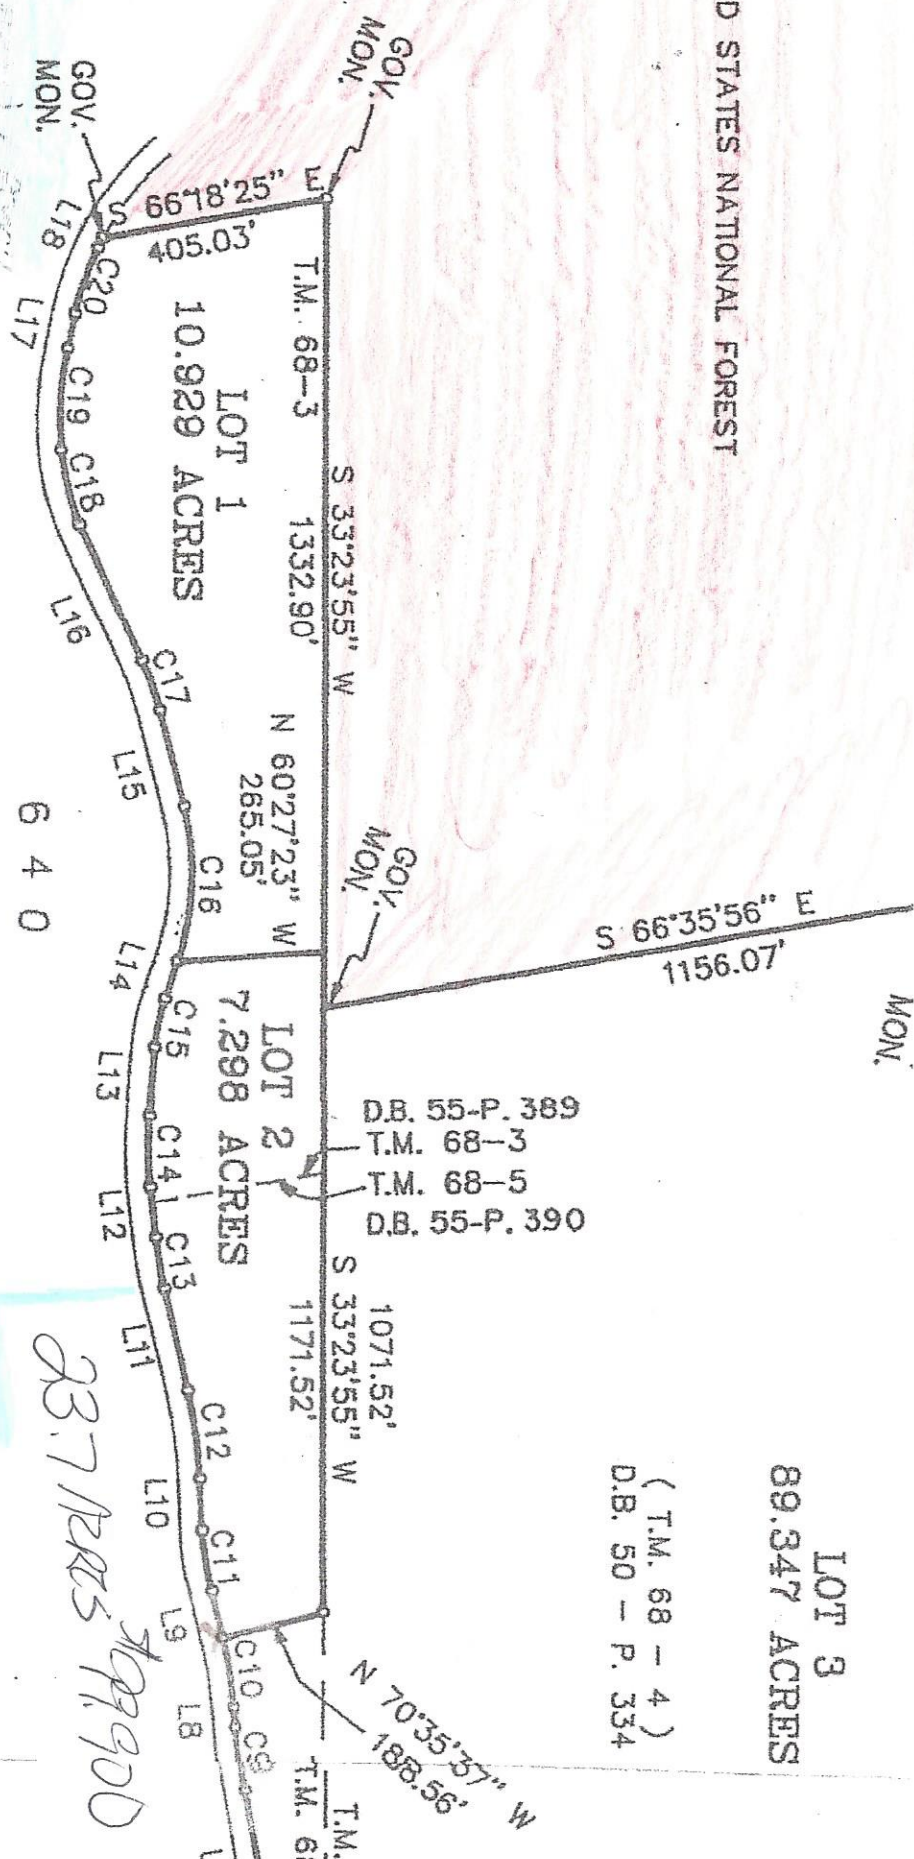 D STATES NATIONAL FOREST
GOV.
MON.
GOV.
MON.
S 66°18'25" E
405.03'
T.M. 68-3
S 33°23'55" W
1332.90'
LOT 1
10.929 ACRES
N 60°27'23" W
265.05'
GOV.
MON.
S 66°35'56" E
1156.07'
MON.
LOT 2
7.298 ACRES
D.B. 55-P. 389
T.M. 68-3
T.M. 68-5
D.B. 55-P. 390
1071.52'
S 33°23'55" W
1171.52'
LOT 3
89.347 ACRES
( T.M. 68 - 4 )
D.B. 50 - P. 334
N 70°35'37" W
188.56'
T.M.
T.M. 6
C20
C19
C18
C17
C16
C15
C14
C13
C12
C11
C10
C9
L18
L17
L16
L15
L14
L13
L12
L11
L10
L9
L8
L
6 4 0
23.7